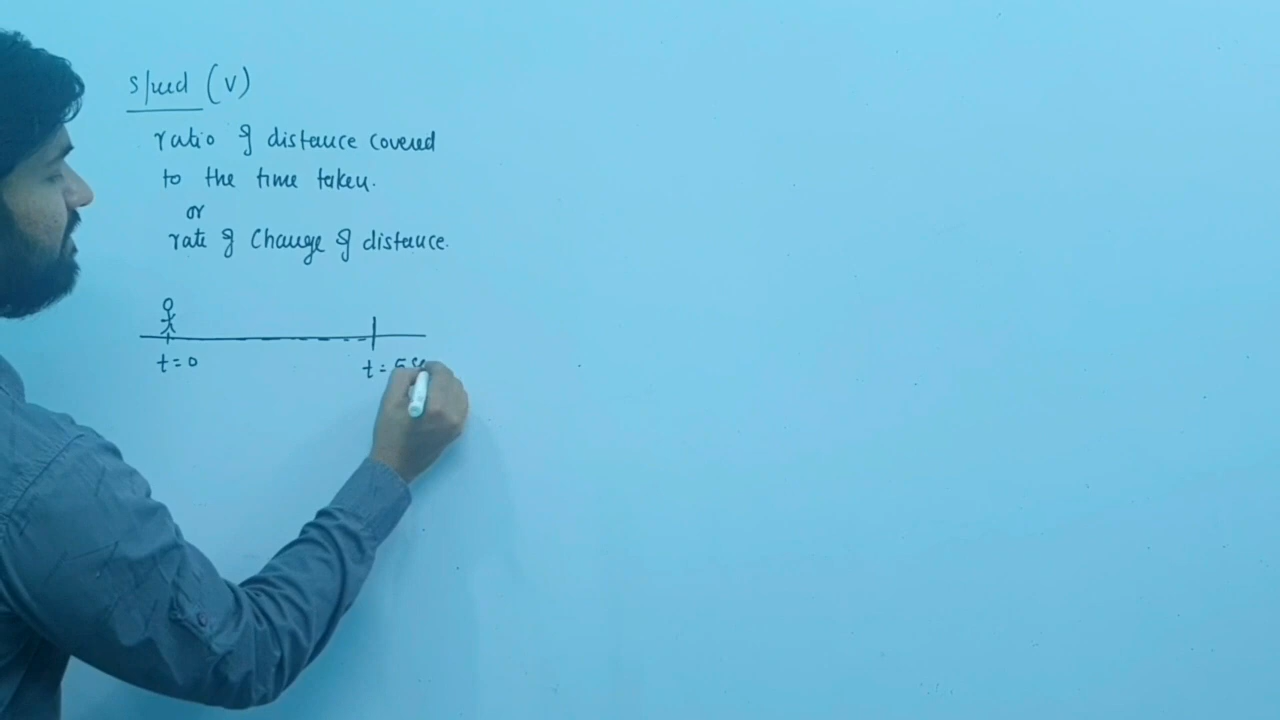 speed (v)
ratio of distance covered
to the time taken.
or
rate of change of distance.
t=0
t=5